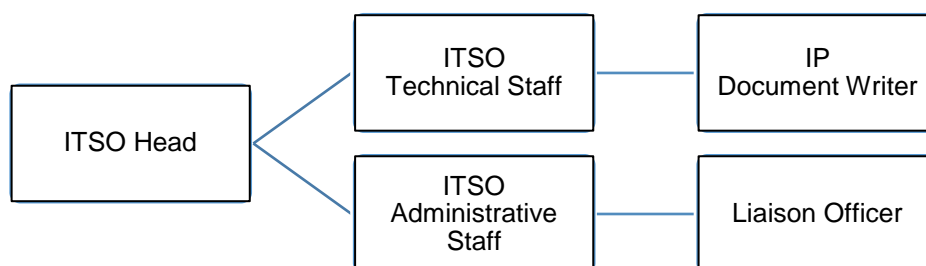 ITSO Head
ITSO
Technical Staff
IP
Document Writer
ITSO
Administrative
Staff
Liaison Officer